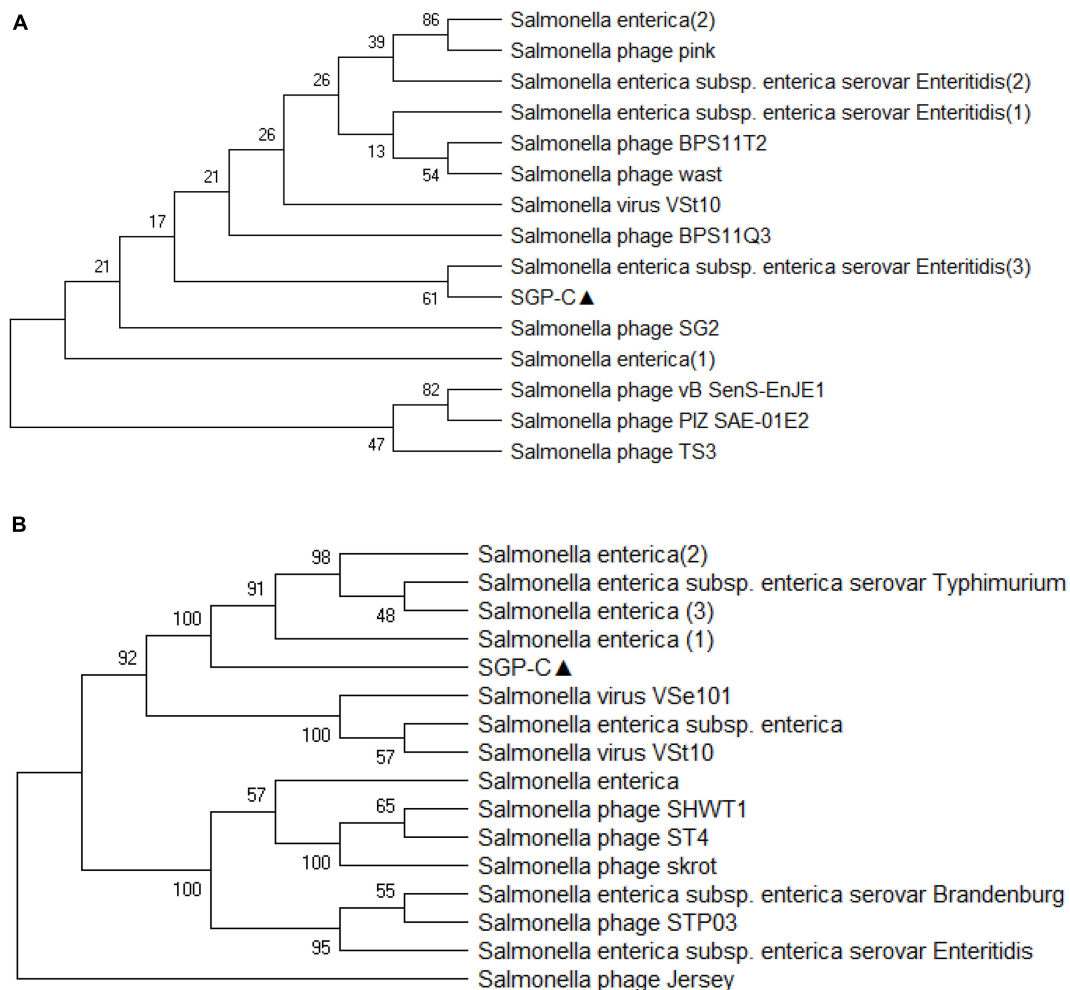 A
86
Salmonella enterica(2)
39
Salmonella phage pink
26
Salmonella enterica subsp. enterica serovar Enteritidis(2)
Salmonella enterica subsp. enterica serovar Enteritidis(1)
26
13
Salmonella phage BPS11T2
54
Salmonella phage wast
21
Salmonella virus VSt10
17
Salmonella phage BPS11Q3
21
Salmonella enterica subsp. enterica serovar Enteritidis(3)
61
SGP-C▲
Salmonella phage SG2
Salmonella enterica(1)
82
Salmonella phage vB SenS-EnJE1
Salmonella phage PIZ SAE-01E2
47
Salmonella phage TS3
B
98
Salmonella enterica(2)
91
Salmonella enterica subsp. enterica serovar Typhimurium
48
Salmonella enterica (3)
100
Salmonella enterica (1)
92
SGP-C▲
Salmonella virus VSe101
100
Salmonella enterica subsp. enterica
57
Salmonella virus VSt10
Salmonella enterica
57
65
Salmonella phage SHWT1
Salmonella phage ST4
100
Salmonella phage skrot
100
55
Salmonella enterica subsp. enterica serovar Brandenburg
Salmonella phage STP03
95
Salmonella enterica subsp. enterica serovar Enteritidis
Salmonella phage Jersey